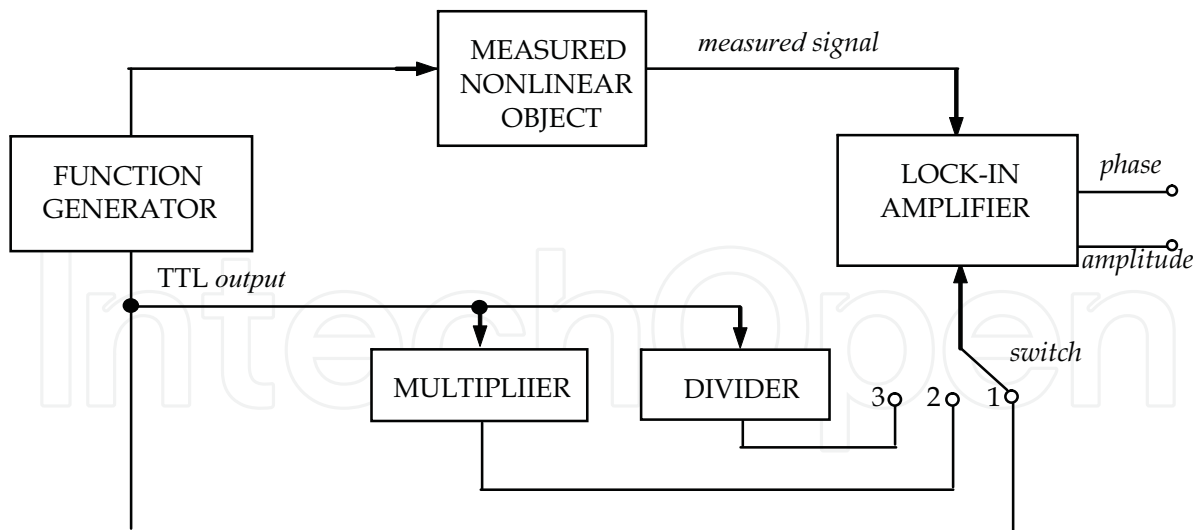 MEASURED
NONLINEAR
OBJECT
measured signal
FUNCTION
GENERATOR
LOCK-IN
AMPLIFIER
phase
amplitude
TTL output
switch
MULTIPLIIER
DIVIDER
3
2
1
IntechOpen